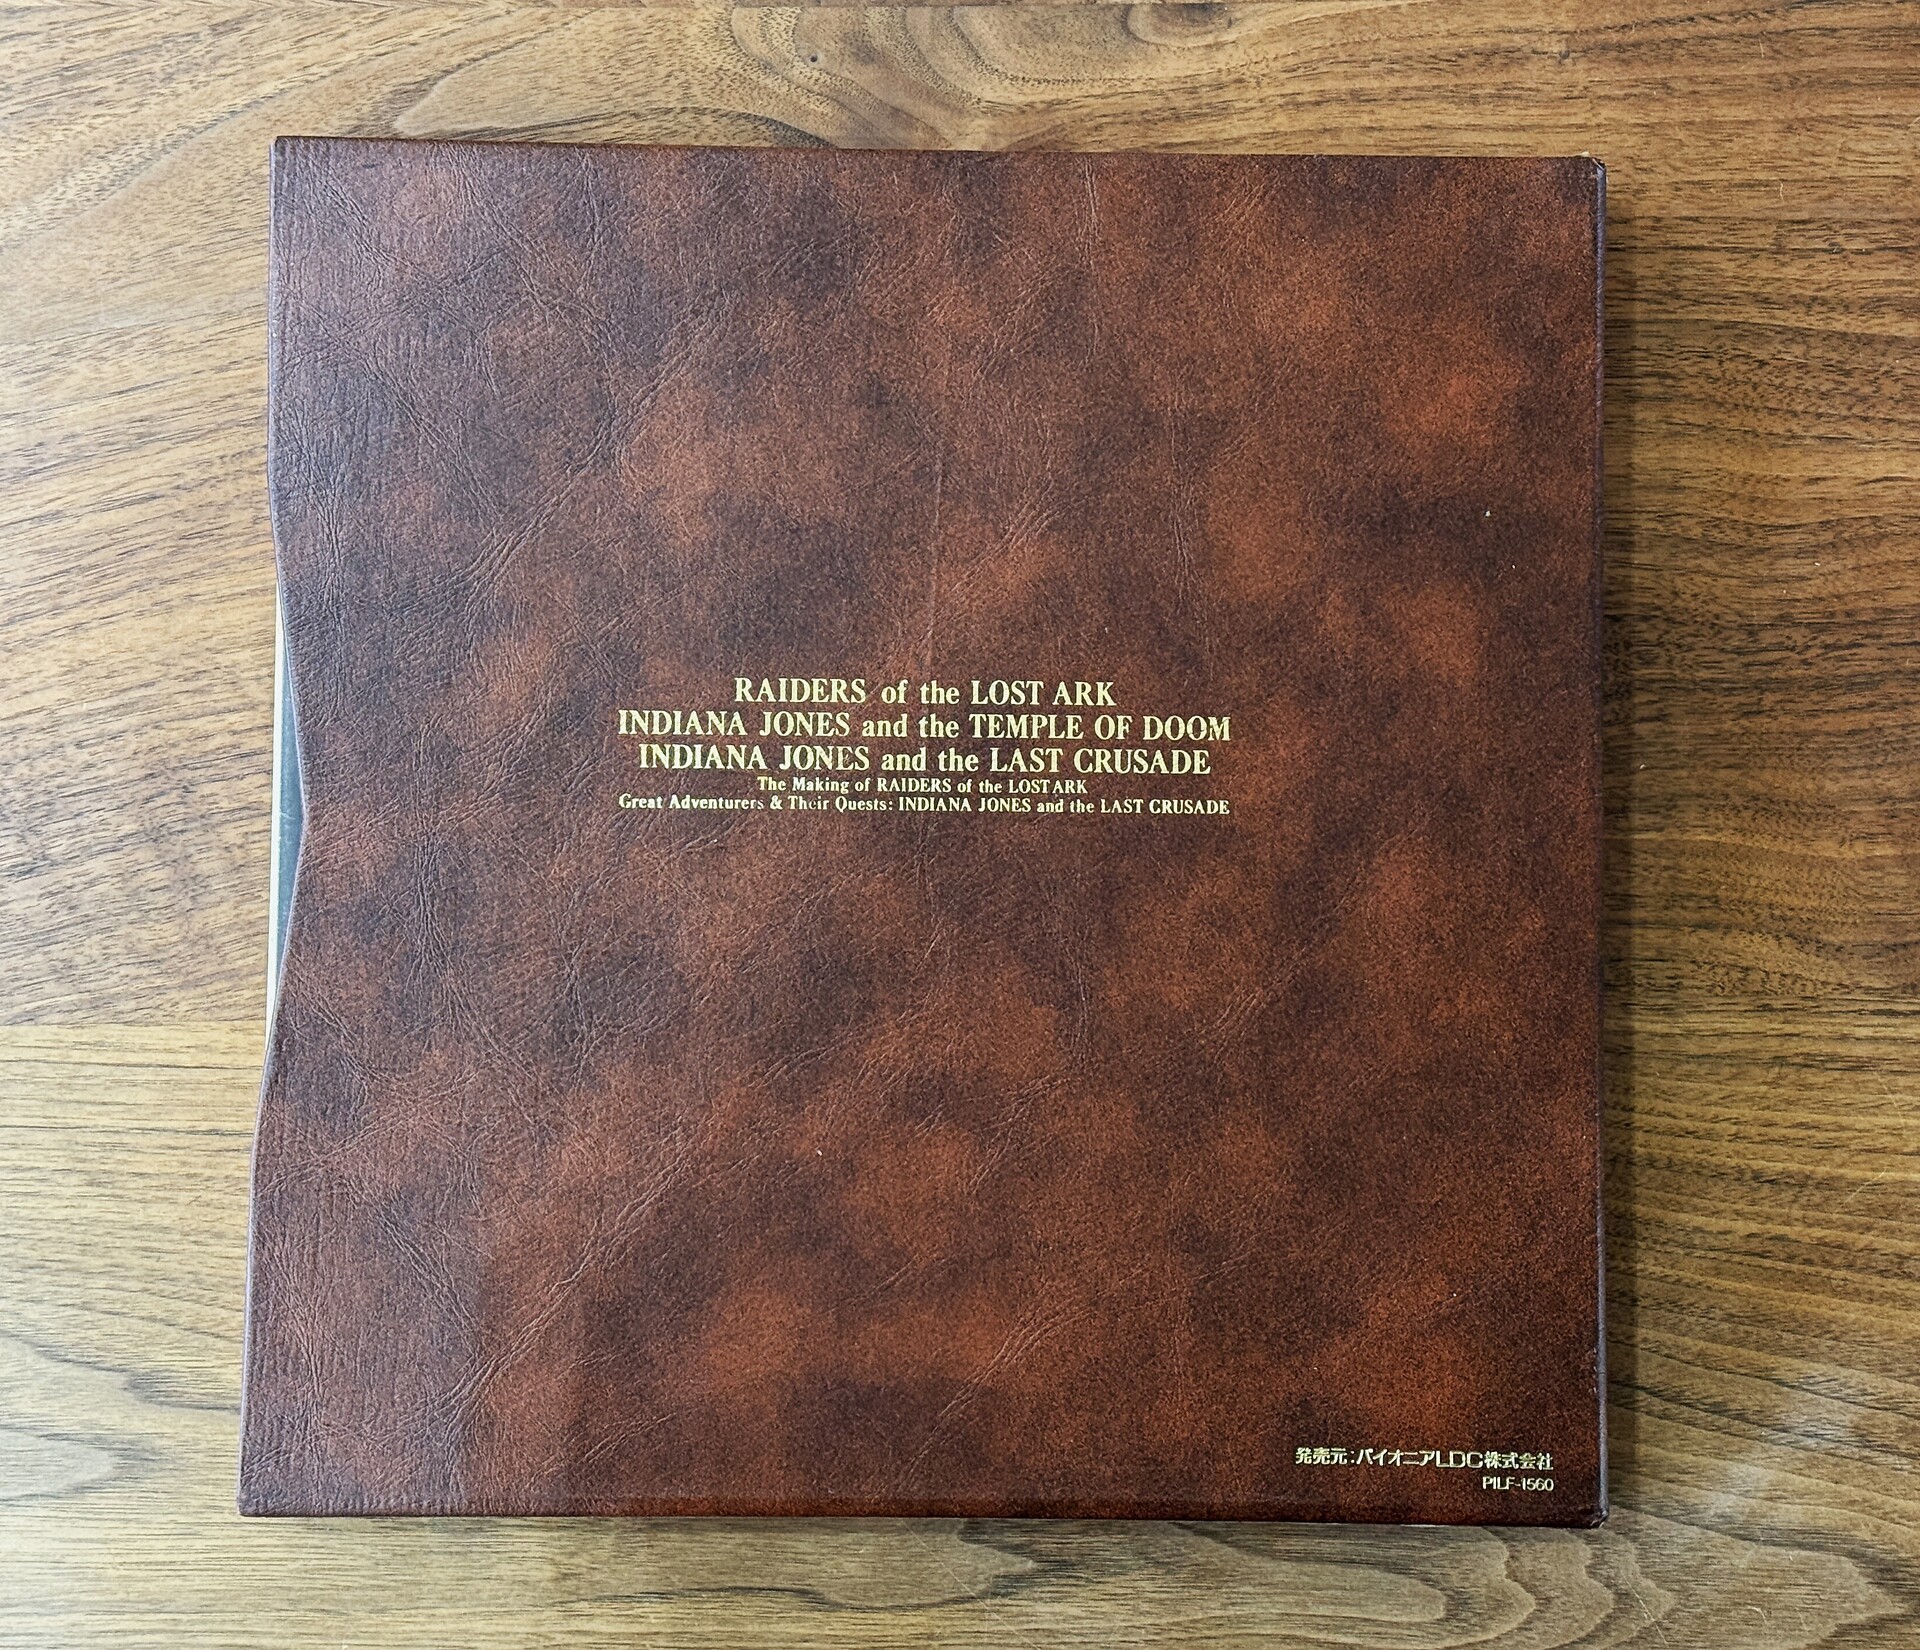 RAIDERS of the LOST ARK
INDIANA JONES and the TEMPLE OF DOOM
INDIANA JONES and the LAST CRUSADE
The Making of RAIDERS of the LOST ARK
Great Adventurers & Their Quests: INDIANA JONES and the LAST CRUSADE
発売元:パイオニアLDC株式会社
PILF-1560